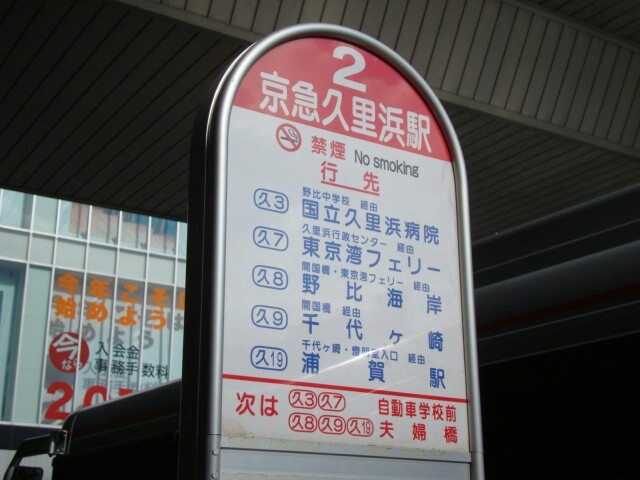 2
京急久里浜駅
禁煙 No smoking
行先
野比中学校 経由
久3 国立久里浜病院
久里浜行政センター 経由
久7 東京湾フェリー
開国橋・東京湾フェリー 経由
久8 野比海岸
開国橋 経由
久9 千代ヶ崎
千代ヶ崎・燈明堂入口 経由
久19 浦賀駅
次は 久3 久7 自動車学校前
久8 久9 久19 夫婦橋
今年こそ
始めよう
今なら
入会金
事務手数料